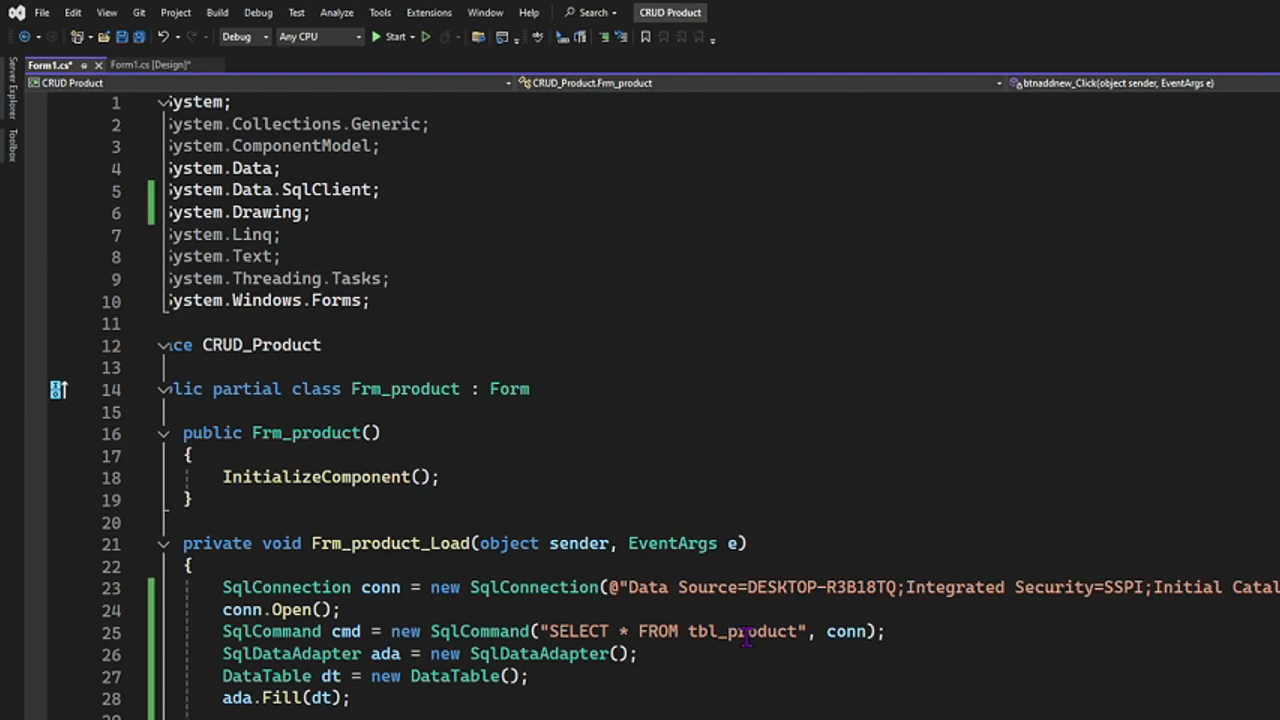 File Edit View Git Project Build Debug Test Analyze Tools Extensions Window Help Search CRUD Product
Debug Any CPU Start
Form1.cs* Form1.cs [Design]*
Server Explorer
Toolbox
CRUD Product CRUD_Product.Frm_product btnaddnew_Click(object sender, EventArgs e)
1 ystem;
2 ystem.Collections.Generic;
3 ystem.ComponentModel;
4 ystem.Data;
5 ystem.Data.SqlClient;
6 ystem.Drawing;
7 ystem.Linq;
8 ystem.Text;
9 ystem.Threading.Tasks;
10 ystem.Windows.Forms;
11
12 ce CRUD_Product
13
14 lic partial class Frm_product : Form
15
16 public Frm_product()
17 {
18 InitializeComponent();
19 }
20
21 private void Frm_product_Load(object sender, EventArgs e)
22 {
23 SqlConnection conn = new SqlConnection(@"Data Source=DESKTOP-R3B18TQ;Integrated Security=SSPI;Initial Catal
24 conn.Open();
25 SqlCommand cmd = new SqlCommand("SELECT * FROM tbl_product", conn);
26 SqlDataAdapter ada = new SqlDataAdapter();
27 DataTable dt = new DataTable();
28 ada.Fill(dt);